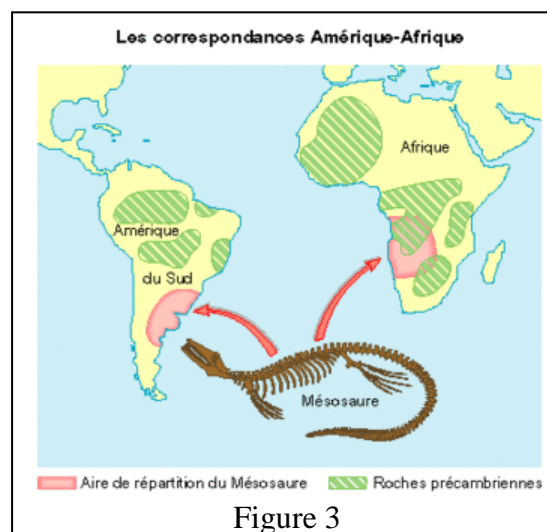 Les correspondances Amérique-Afrique
Afrique
Amérique
du Sud
Mésosaure
Aire de répartition du Mésosaure
Roches précambriennes
Figure 3